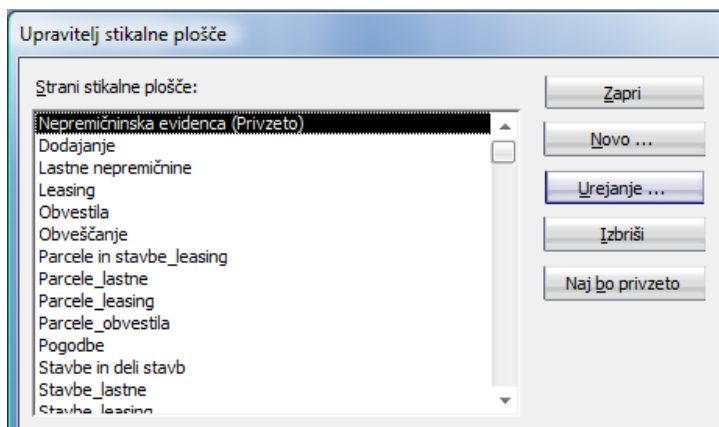 Upravitelj stikalne plošče
Strani stikalne plošče:
Nepremičninska evidenca (Privzeto)
Dodajanje
Lastne nepremičnine
Leasing
Obvestila
Obveščanje
Parcele in stavbe_leasing
Parcele_lastne
Parcele_leasing
Parcele_obvestila
Pogodbe
Stavbe in deli stavb
Stavbe_lastne
Stavbe_leasing
Zapri
Novo ...
Urejanje ...
Izbriši
Naj bo privzeto